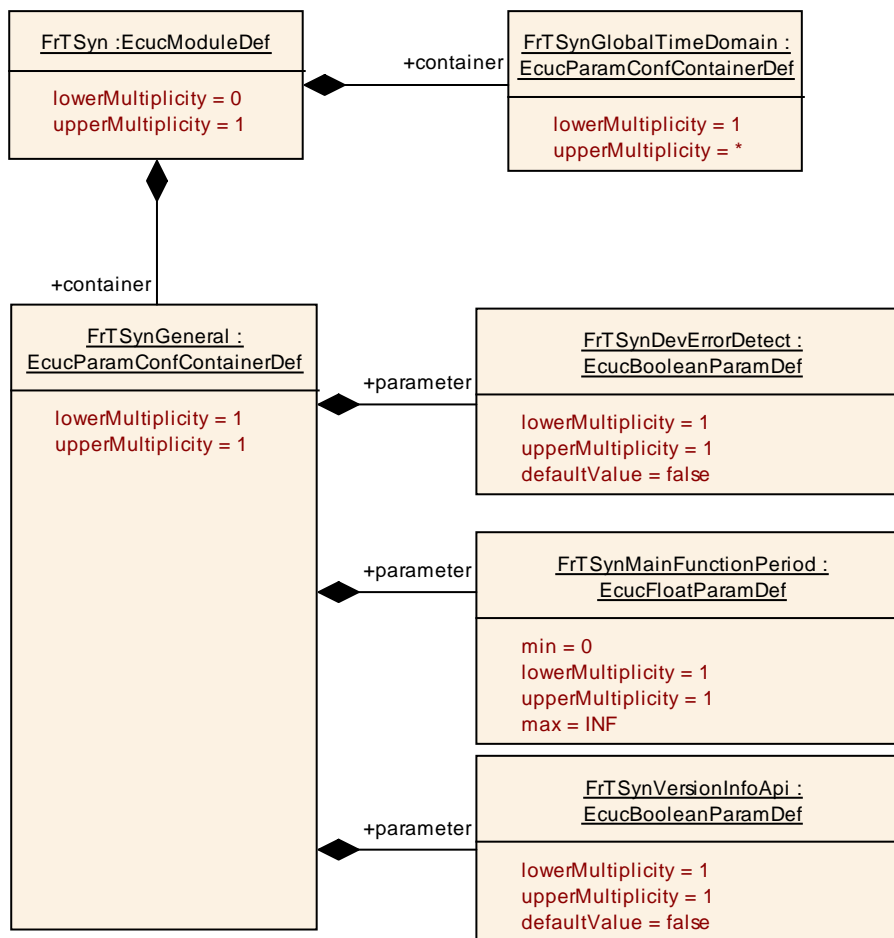 FrTSyn :EcucModuleDef
lowerMultiplicity = 0
upperMultiplicity = 1
+container
FrTSynGlobalTimeDomain :
EcucParamConfContainerDef
lowerMultiplicity = 1
upperMultiplicity = *
+container
FrTSynGeneral :
EcucParamConfContainerDef
lowerMultiplicity = 1
upperMultiplicity = 1
+parameter
FrTSynDevErrorDetect :
EcucBooleanParamDef
lowerMultiplicity = 1
upperMultiplicity = 1
defaultValue = false
+parameter
FrTSynMainFunctionPeriod :
EcucFloatParamDef
min = 0
lowerMultiplicity = 1
upperMultiplicity = 1
max = INF
+parameter
FrTSynVersionInfoApi :
EcucBooleanParamDef
lowerMultiplicity = 1
upperMultiplicity = 1
defaultValue = false